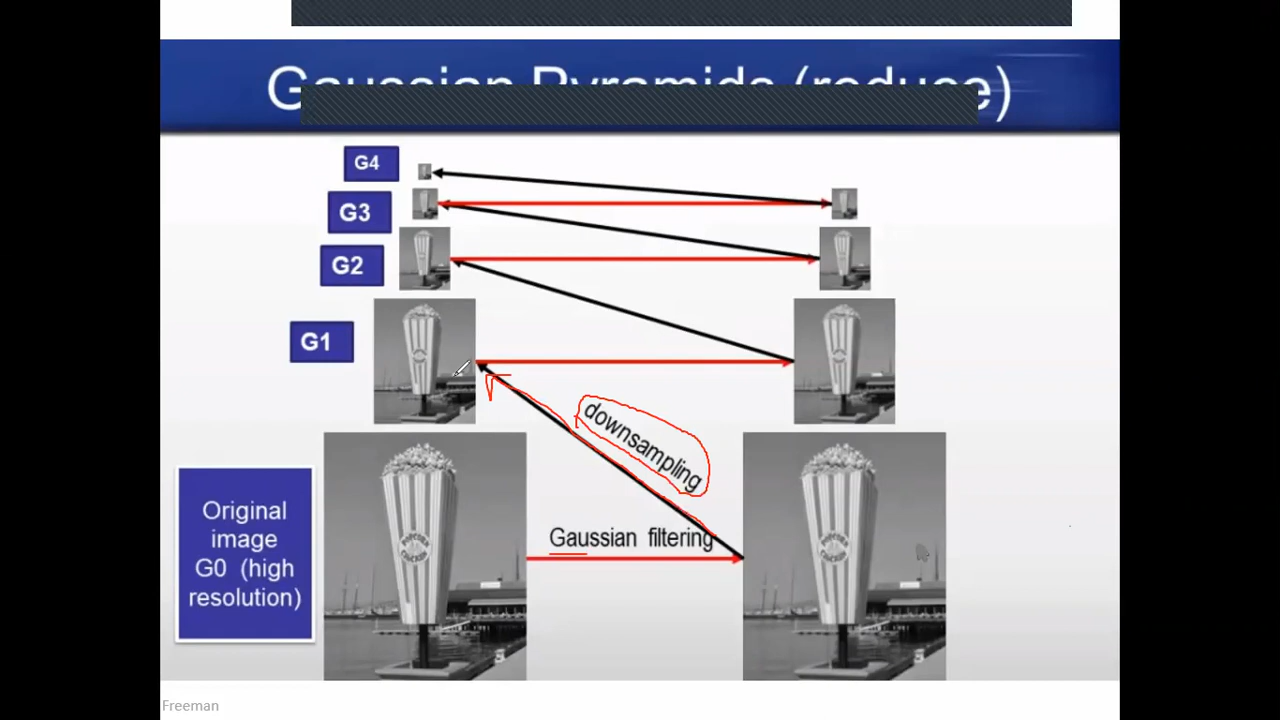 Gaussian Pyramids (reduce)
G4
G3
G2
G1
downsampling
Gaussian filtering
Original
image
G0 (high
resolution)
Freeman